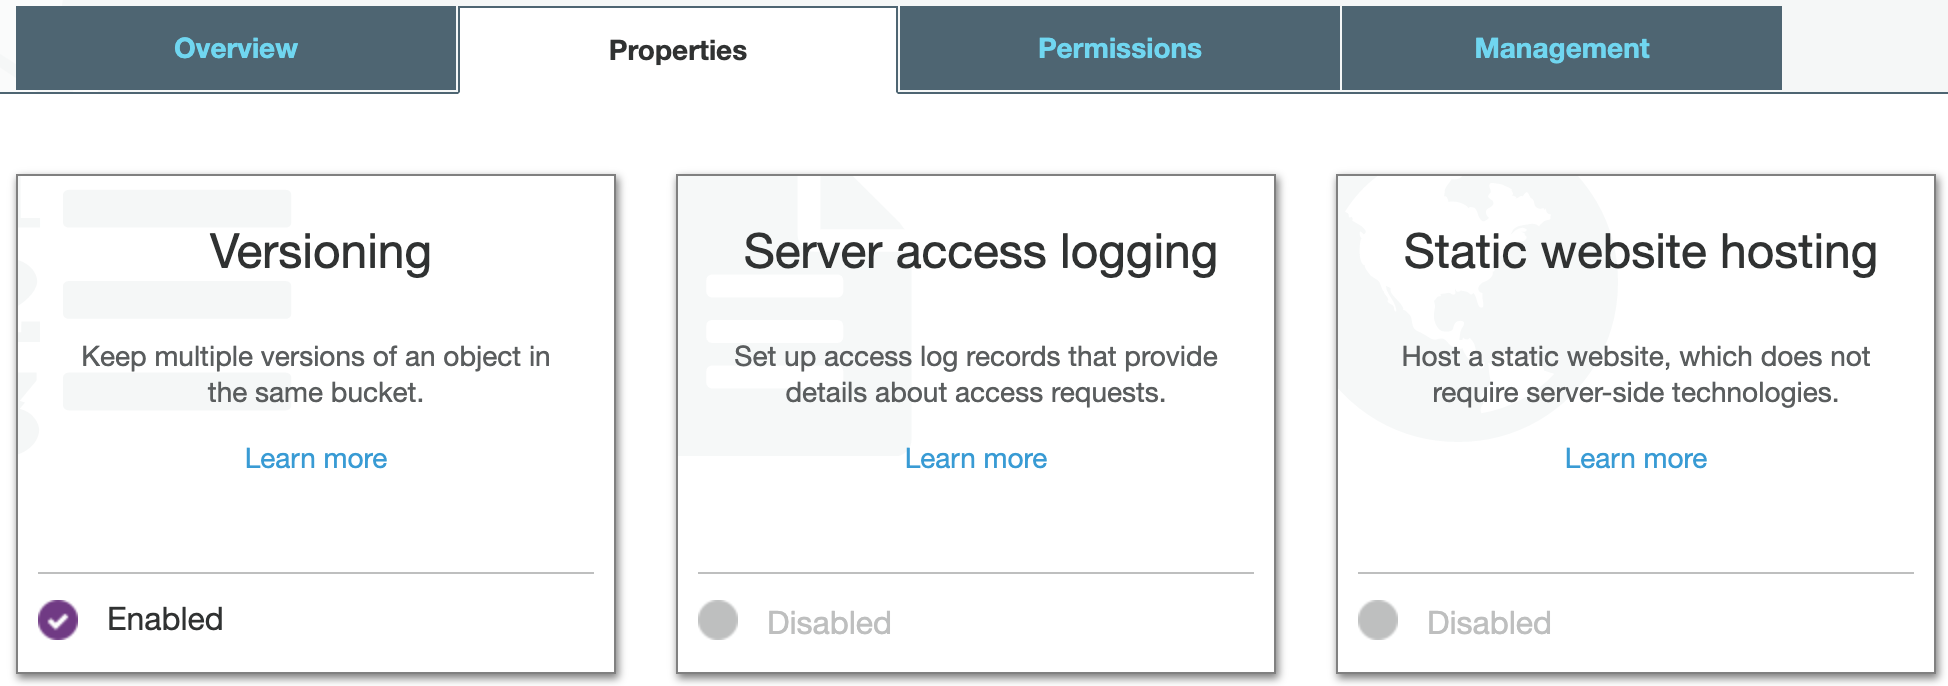 Overview
Properties
Permissions
Management
Versioning
Keep multiple versions of an object in
the same bucket.
Learn more
Enabled
Server access logging
Set up access log records that provide
details about access requests.
Learn more
Disabled
Static website hosting
Host a static website, which does not
require server-side technologies.
Learn more
Disabled